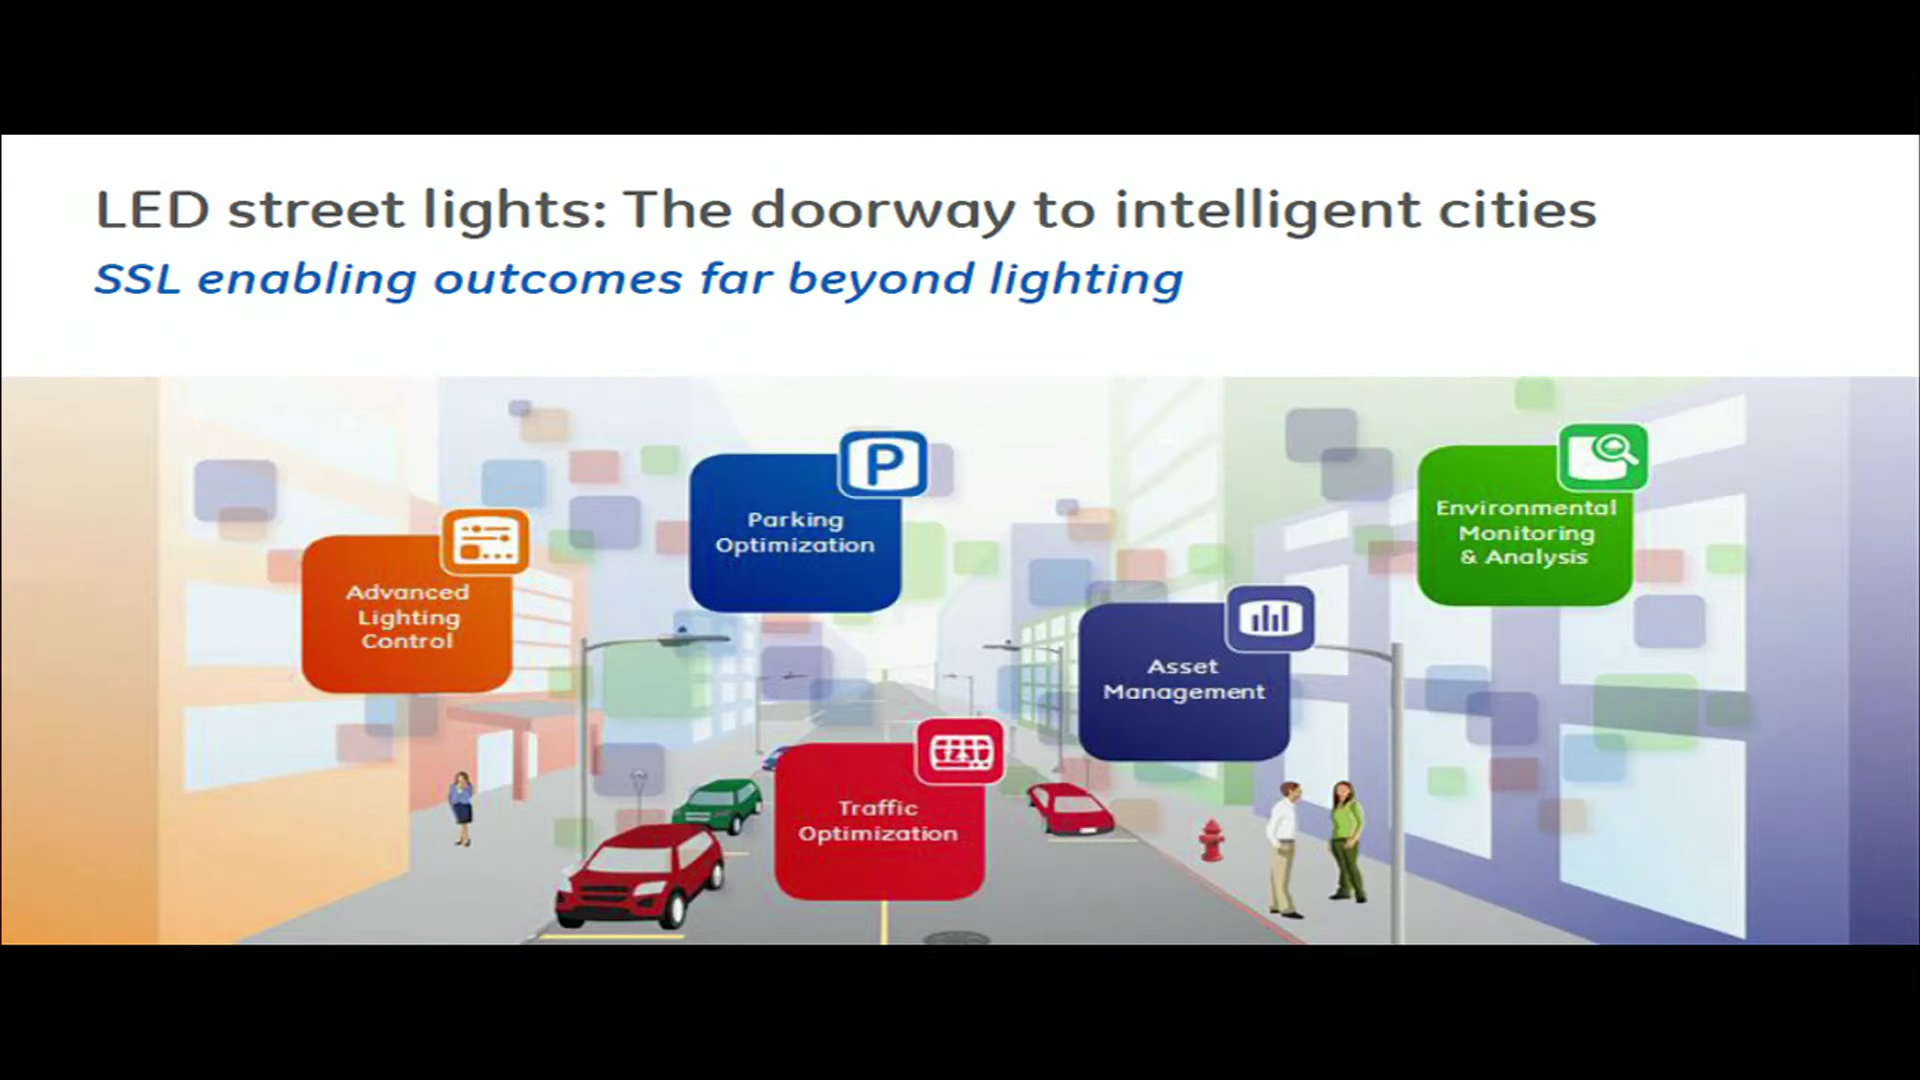 LED street lights: The doorway to intelligent cities
SSL enabling outcomes far beyond lighting
Advanced
Lighting
Control
P
Parking
Optimization
Traffic
Optimization
Asset
Management
Environmental
Monitoring
& Analysis